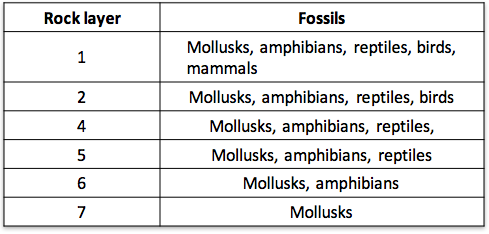 Rock layer Fossils
1 Mollusks, amphibians, reptiles, birds,
mammals
2 Mollusks, amphibians, reptiles, birds
4 Mollusks, amphibians, reptiles,
5 Mollusks, amphibians, reptiles
6 Mollusks, amphibians
7 Mollusks